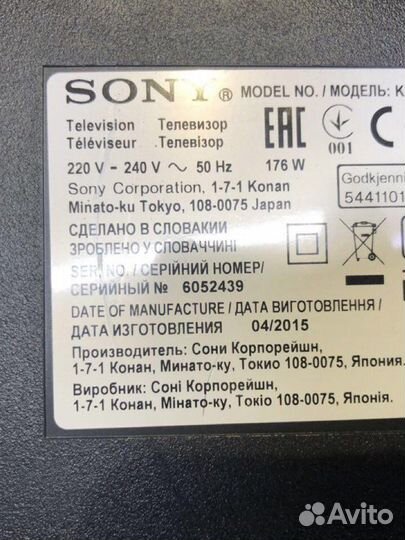 SONY® MODEL NO. / МОДЕЛЬ: K
Television Телевизор
Téléviseur Телевізор
EAC
001
220 V - 240 V ~ 50 Hz 176 W
Godkjenni
5441101
Sony Corporation, 1-7-1 Konan
Minato-ku Tokyo, 108-0075 Japan
СДЕЛАНО В СЛОВАКИИ
ЗРОБЛЕНО У СЛОВАЧЧИНІ
SER. NO. / СЕРІЙНИЙ НОМЕР/
СЕРИЙНЫЙ № 6052439
DATE OF MANUFACTURE / ДАТА ВИГОТОВЛЕННЯ /
ДАТА ИЗГОТОВЛЕНИЯ 04/2015
Производитель: Сони Корпорейшн,
1-7-1 Конан, Минато-ку, Токио 108-0075, Япония.
Виробник: Соні Корпорейшн,
1-7-1 Конан, Мінато-ку, Токіо 108-0075, Японія.
Avito